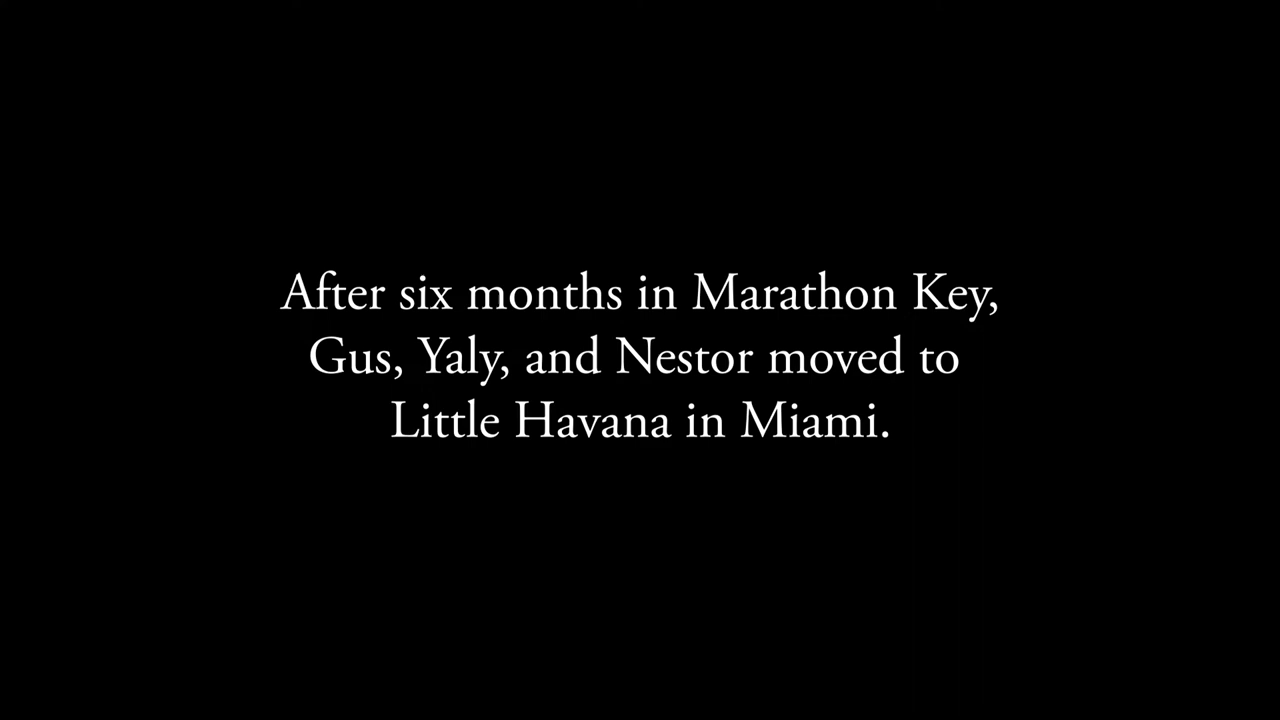 After six months in Marathon Key,
Gus, Yaly, and Nestor moved to
Little Havana in Miami.